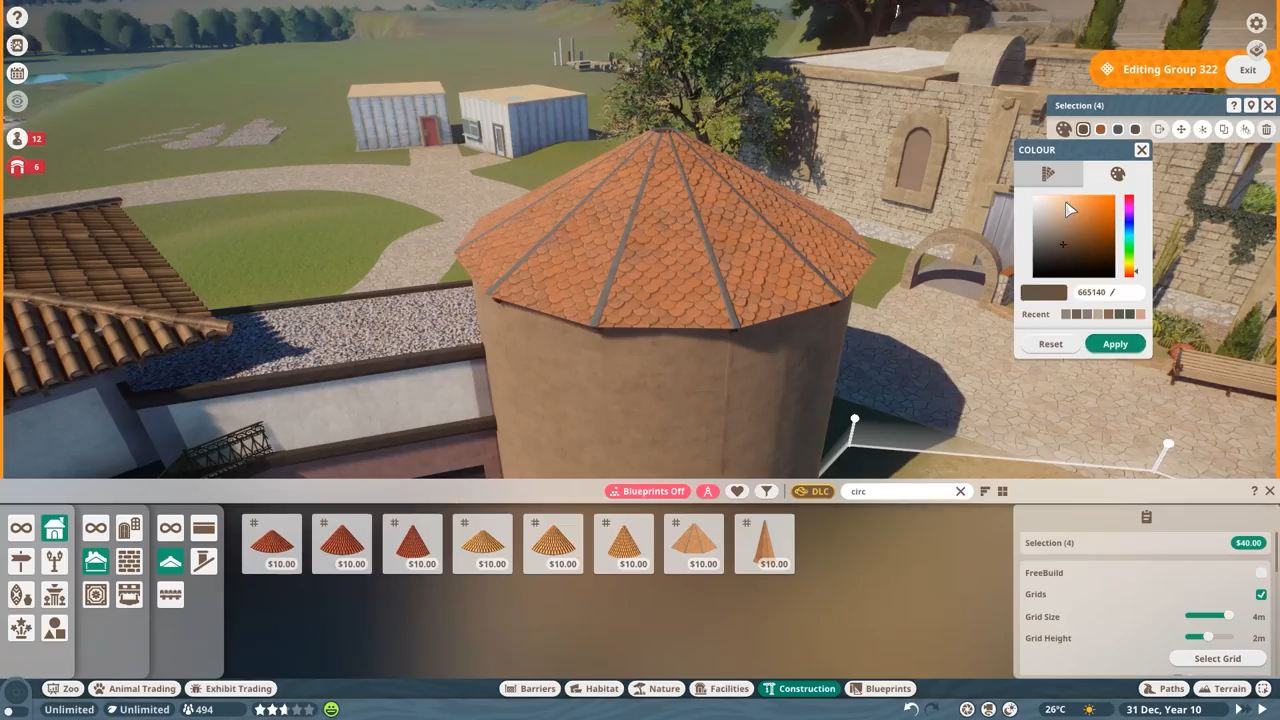 ?
Editing Group 322
Exit
12
6
Selection (4)
?
COLOUR
665140 /
Recent
Reset
Apply
Blueprints Off
DLC
circ
?
# $10.00
# $10.00
# $10.00
# $10.00
# $10.00
# $10.00
# $10.00
# $10.00
Selection (4)
$40.00
FreeBuild
Grids
Grid Size
4m
Grid Height
2m
Select Grid
Zoo
Animal Trading
Exhibit Trading
Barriers
Habitat
Nature
Facilities
Construction
Blueprints
Paths
Terrain
Unlimited
Unlimited
494
26°C
31 Dec, Year 10